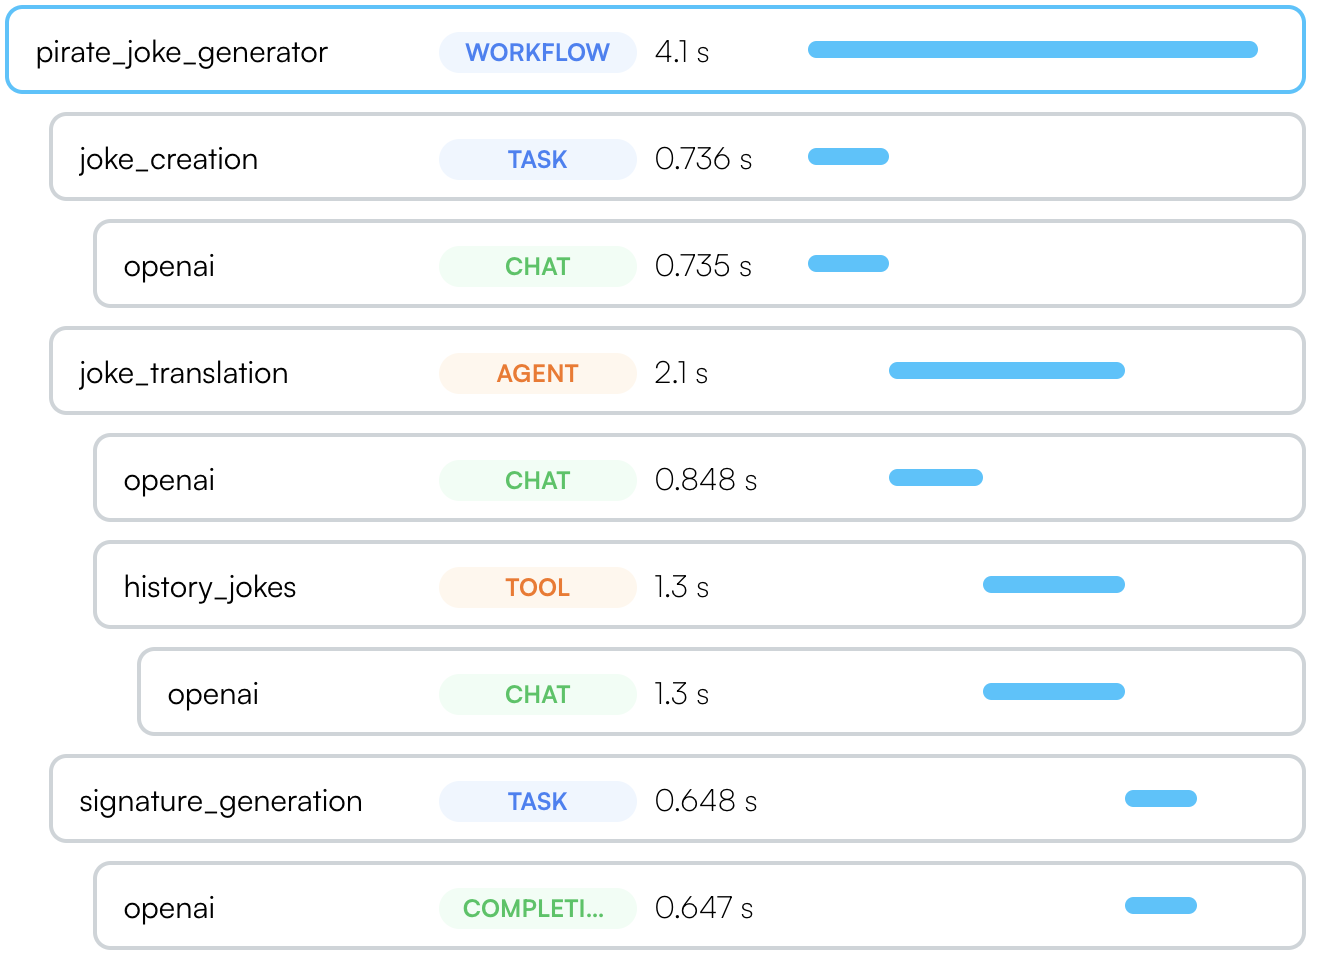 pirate_joke_generator WORKFLOW 4.1 s
joke_creation TASK 0.736 s
openai CHAT 0.735 s
joke_translation AGENT 2.1 s
openai CHAT 0.848 s
history_jokes TOOL 1.3 s
openai CHAT 1.3 s
signature_generation TASK 0.648 s
openai COMPLETI... 0.647 s